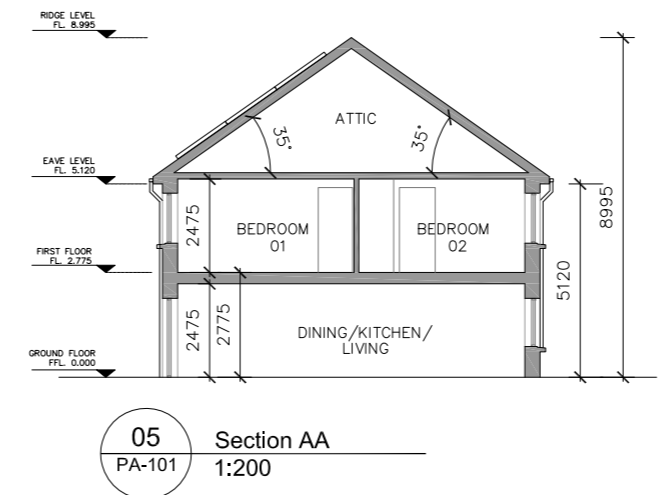 RIDGE LEVEL
FL. 8.995
ATTIC
35°
35°
EAVE LEVEL
FL. 5.120
2475
BEDROOM
01
BEDROOM
02
8995
FIRST FLOOR
FL. 2.775
5120
2475
2775
DINING/KITCHEN/
LIVING
GROUND FLOOR
FFL. 0.000
05
PA-101
Section AA
1:200